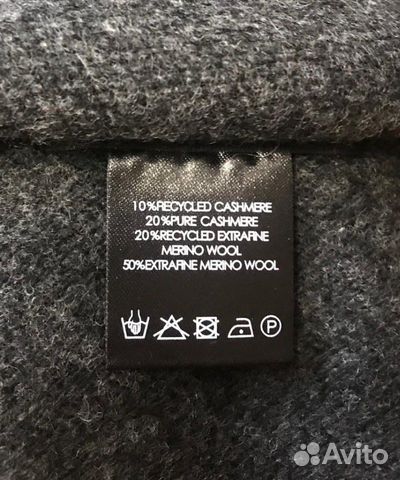 10%RECYCLED CASHMERE
20%PURE CASHMERE
20%RECYCLED EXTRAFINE
MERINO WOOL
50%EXTRAFINE MERINO WOOL
P
Avito